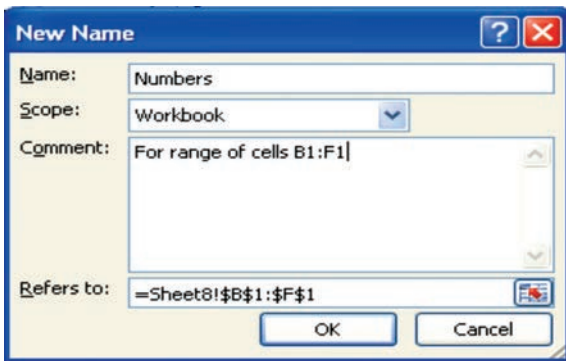 New Name
Name: Numbers
Scope: Workbook
Comment: For range of cells B1:F1
Refers to: =Sheet8!$B$1:$F$1
OK Cancel